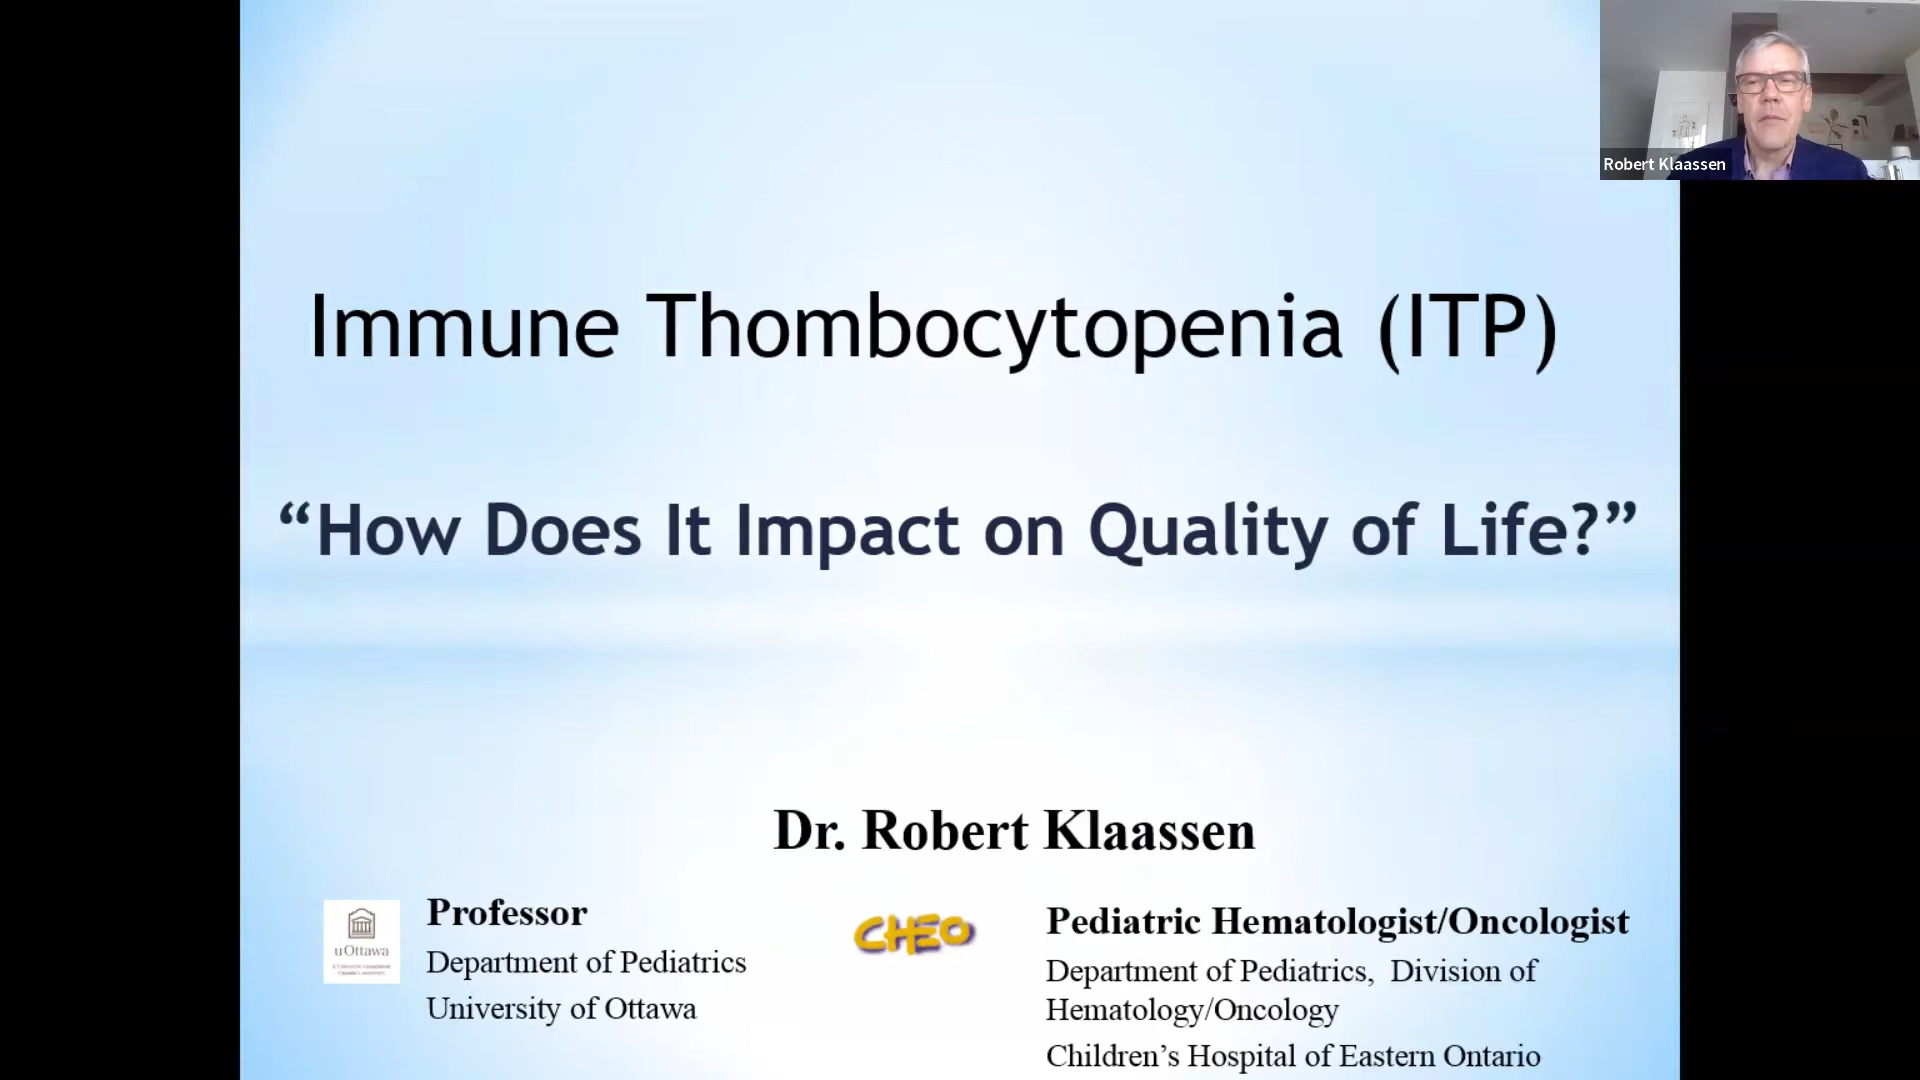 Robert Klaassen
Immune Thombocytopenia (ITP)
“How Does It Impact on Quality of Life?”
Dr. Robert Klaassen
uOttawa
Professor
Department of Pediatrics
University of Ottawa
CHEO
Pediatric Hematologist/Oncologist
Department of Pediatrics, Division of
Hematology/Oncology
Children’s Hospital of Eastern Ontario